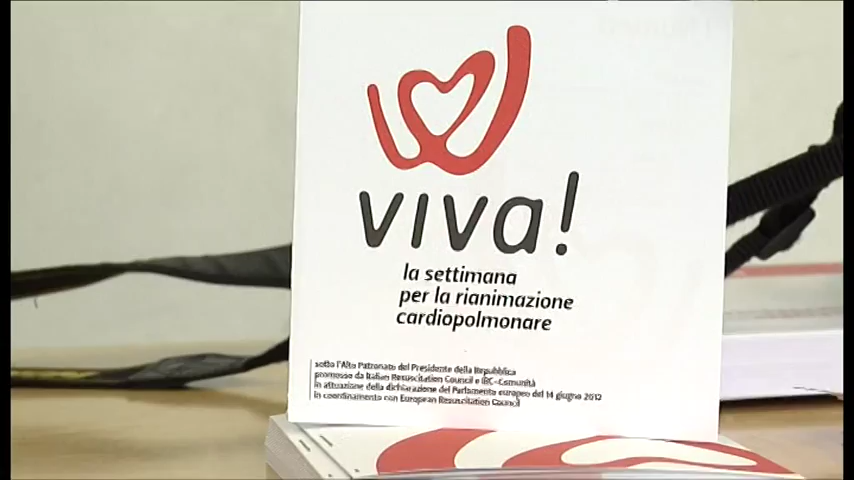 viva!
la settimana
per la rianimazione
cardiopolmonare
sotto l'Alto Patronato del Presidente della Repubblica
promosso da Italian Resuscitation Council e IRC-Comunità
in attuazione della dichiarazione del Parlamento europeo del 14 giugno 2012
in coordinamento con European Resuscitation Council